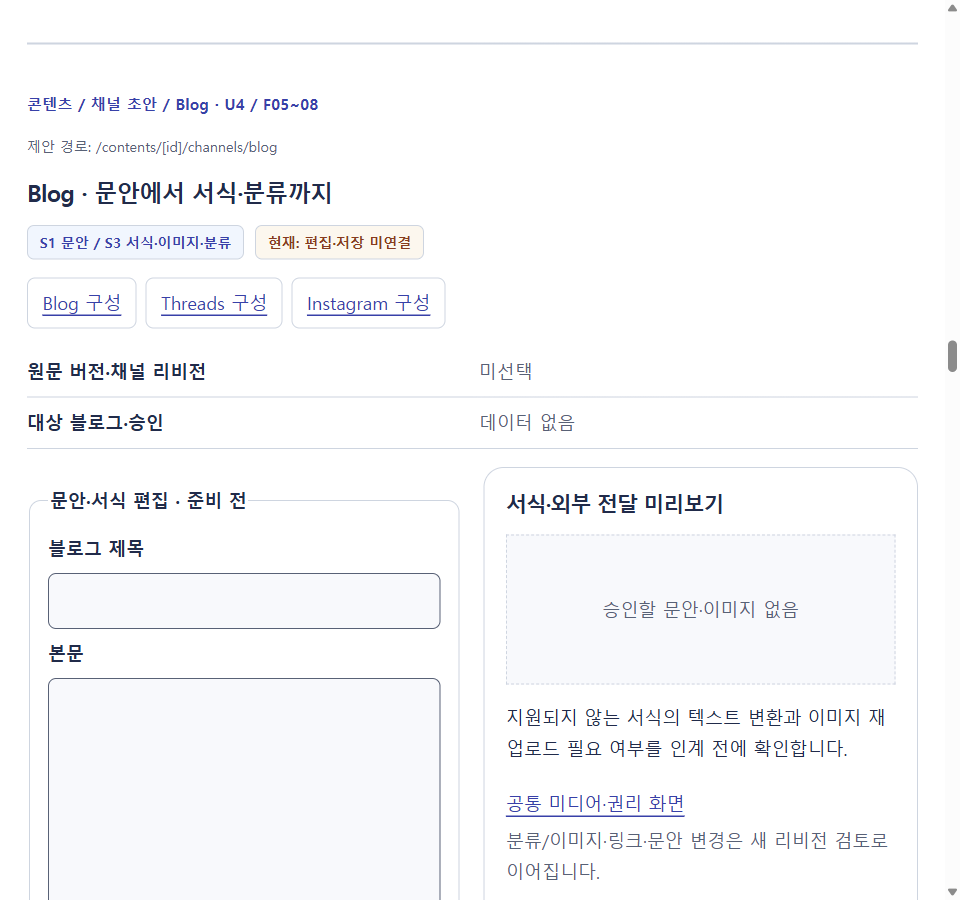 콘텐츠 / 채널 초안 / Blog · U4 / F05~08
제안 경로: /contents/[id]/channels/blog
Blog · 문안에서 서식·분류까지
S1 문안 / S3 서식·이미지·분류
현재: 편집·저장 미연결
Blog 구성
Threads 구성
Instagram 구성
원문 버전·채널 리비전
미선택
대상 블로그·승인
데이터 없음
문안·서식 편집 · 준비 전
블로그 제목
본문
서식·외부 전달 미리보기
승인할 문안·이미지 없음
지원되지 않는 서식의 텍스트 변환과 이미지 재
업로드 필요 여부를 인계 전에 확인합니다.
공통 미디어·권리 화면
분류/이미지·링크·문안 변경은 새 리비전 검토로
이어집니다.